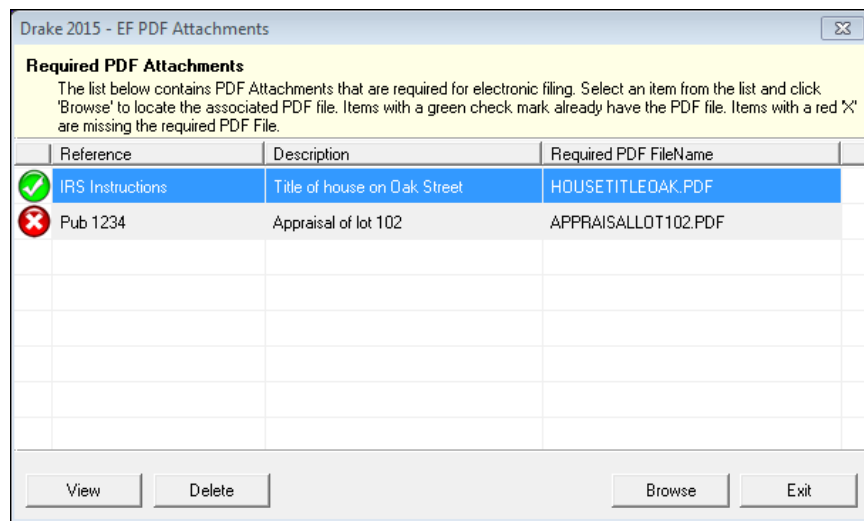 Drake 2015 - EF PDF Attachments
Required PDF Attachments
The list below contains PDF Attachments that are required for electronic filing. Select an item from the list and click
'Browse' to locate the associated PDF file. Items with a green check mark already have the PDF file. Items with a red 'X'
are missing the required PDF File.
Reference Description Required PDF FileName
IRS Instructions Title of house on Oak Street HOUSETITLEOAK.PDF
Pub 1234 Appraisal of lot 102 APPRAISALLOT102.PDF
View Delete Browse Exit